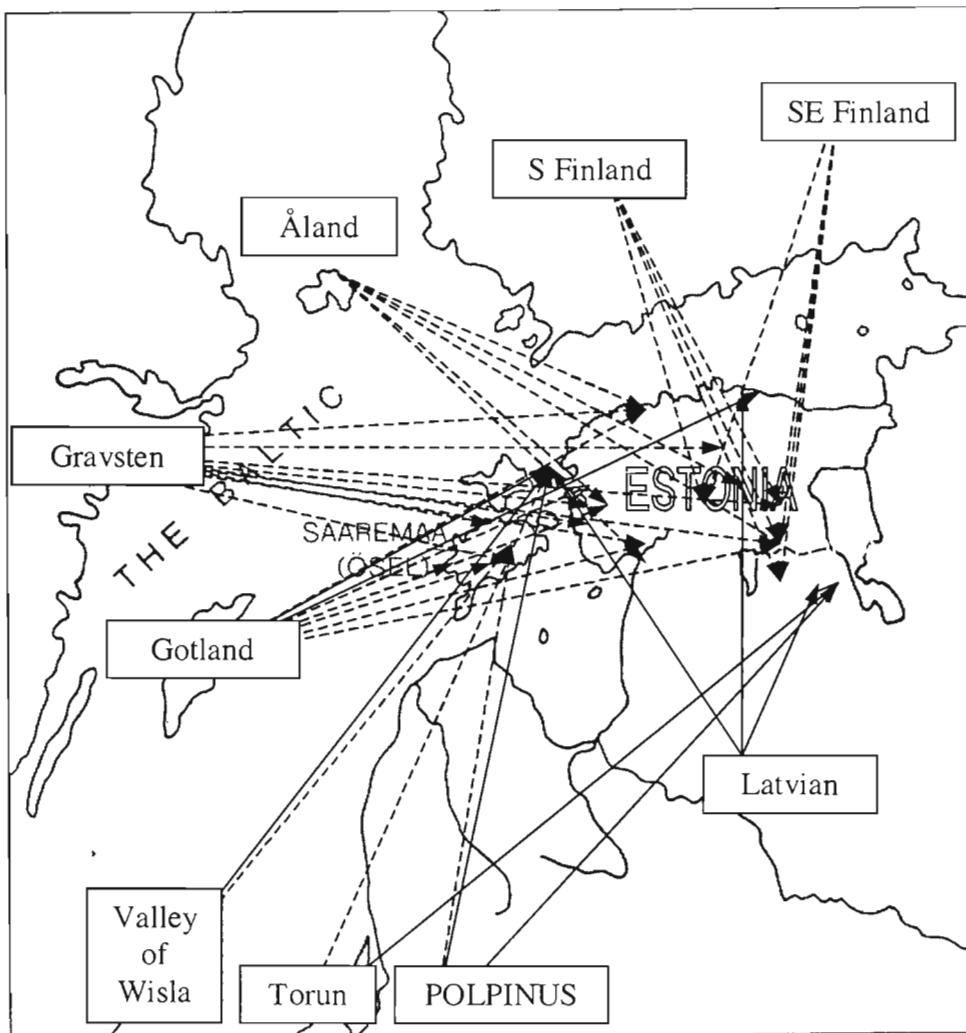 SE Finland
S Finland
Åland
THE BALTIC
Gravsten
ESTONIA
SAAREMAA
(ÖSEL)
Gotland
Latvian
Valley
of
Wisla
Torun
POLPINUS